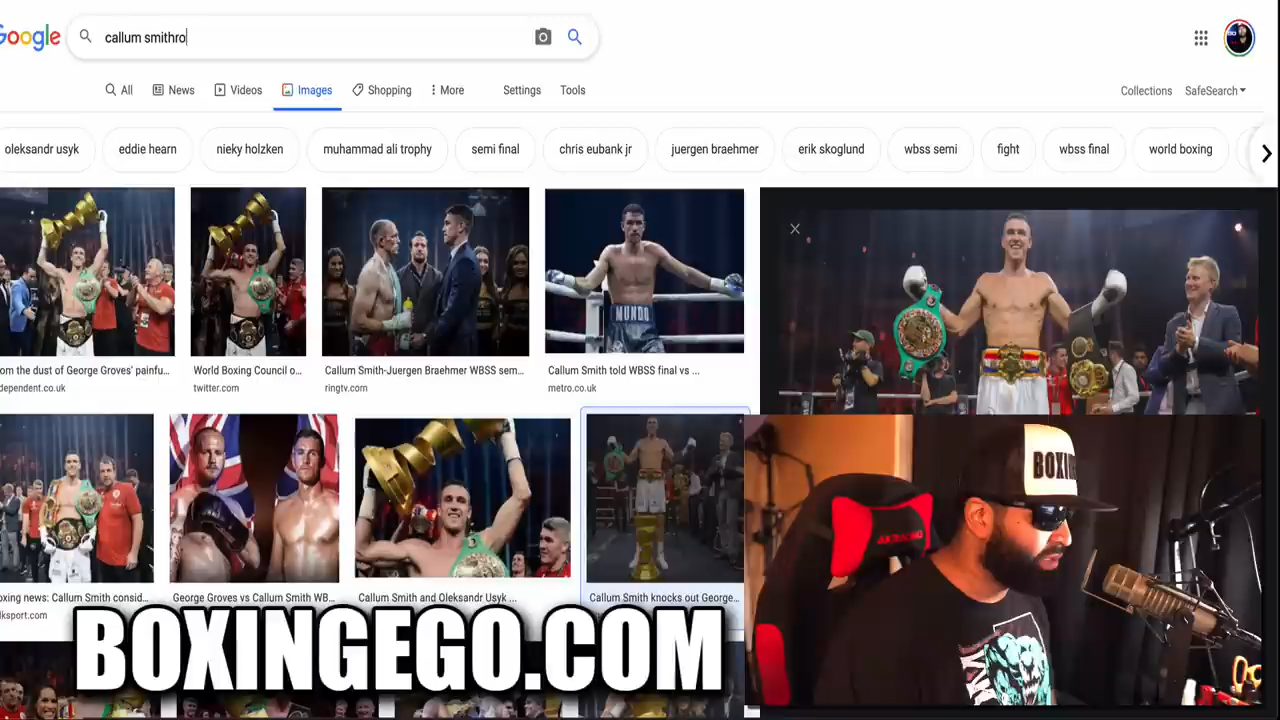 Google
callum smithro
All News Videos Images Shopping More Settings Tools Collections SafeSearch
oleksandr usyk eddie hearn nieky holzken muhammad ali trophy semi final chris eubank jr juergen braehmer erik skoglund wbss semi fight wbss final world boxing
MUNDO
om the dust of George Groves' painfu... World Boxing Council o... Callum Smith-Juergen Braehmer WBSS sem... Callum Smith told WBSS final vs ...
dependent.co.uk twitter.com ringtv.com metro.co.uk
BOXINGE
AKRACING
oxing news: Callum Smith consid... George Groves vs Callum Smith WB... Callum Smith and Oleksandr Usyk ... Callum Smith knocks out George...
lksport.com
BOXINGEGO.COM